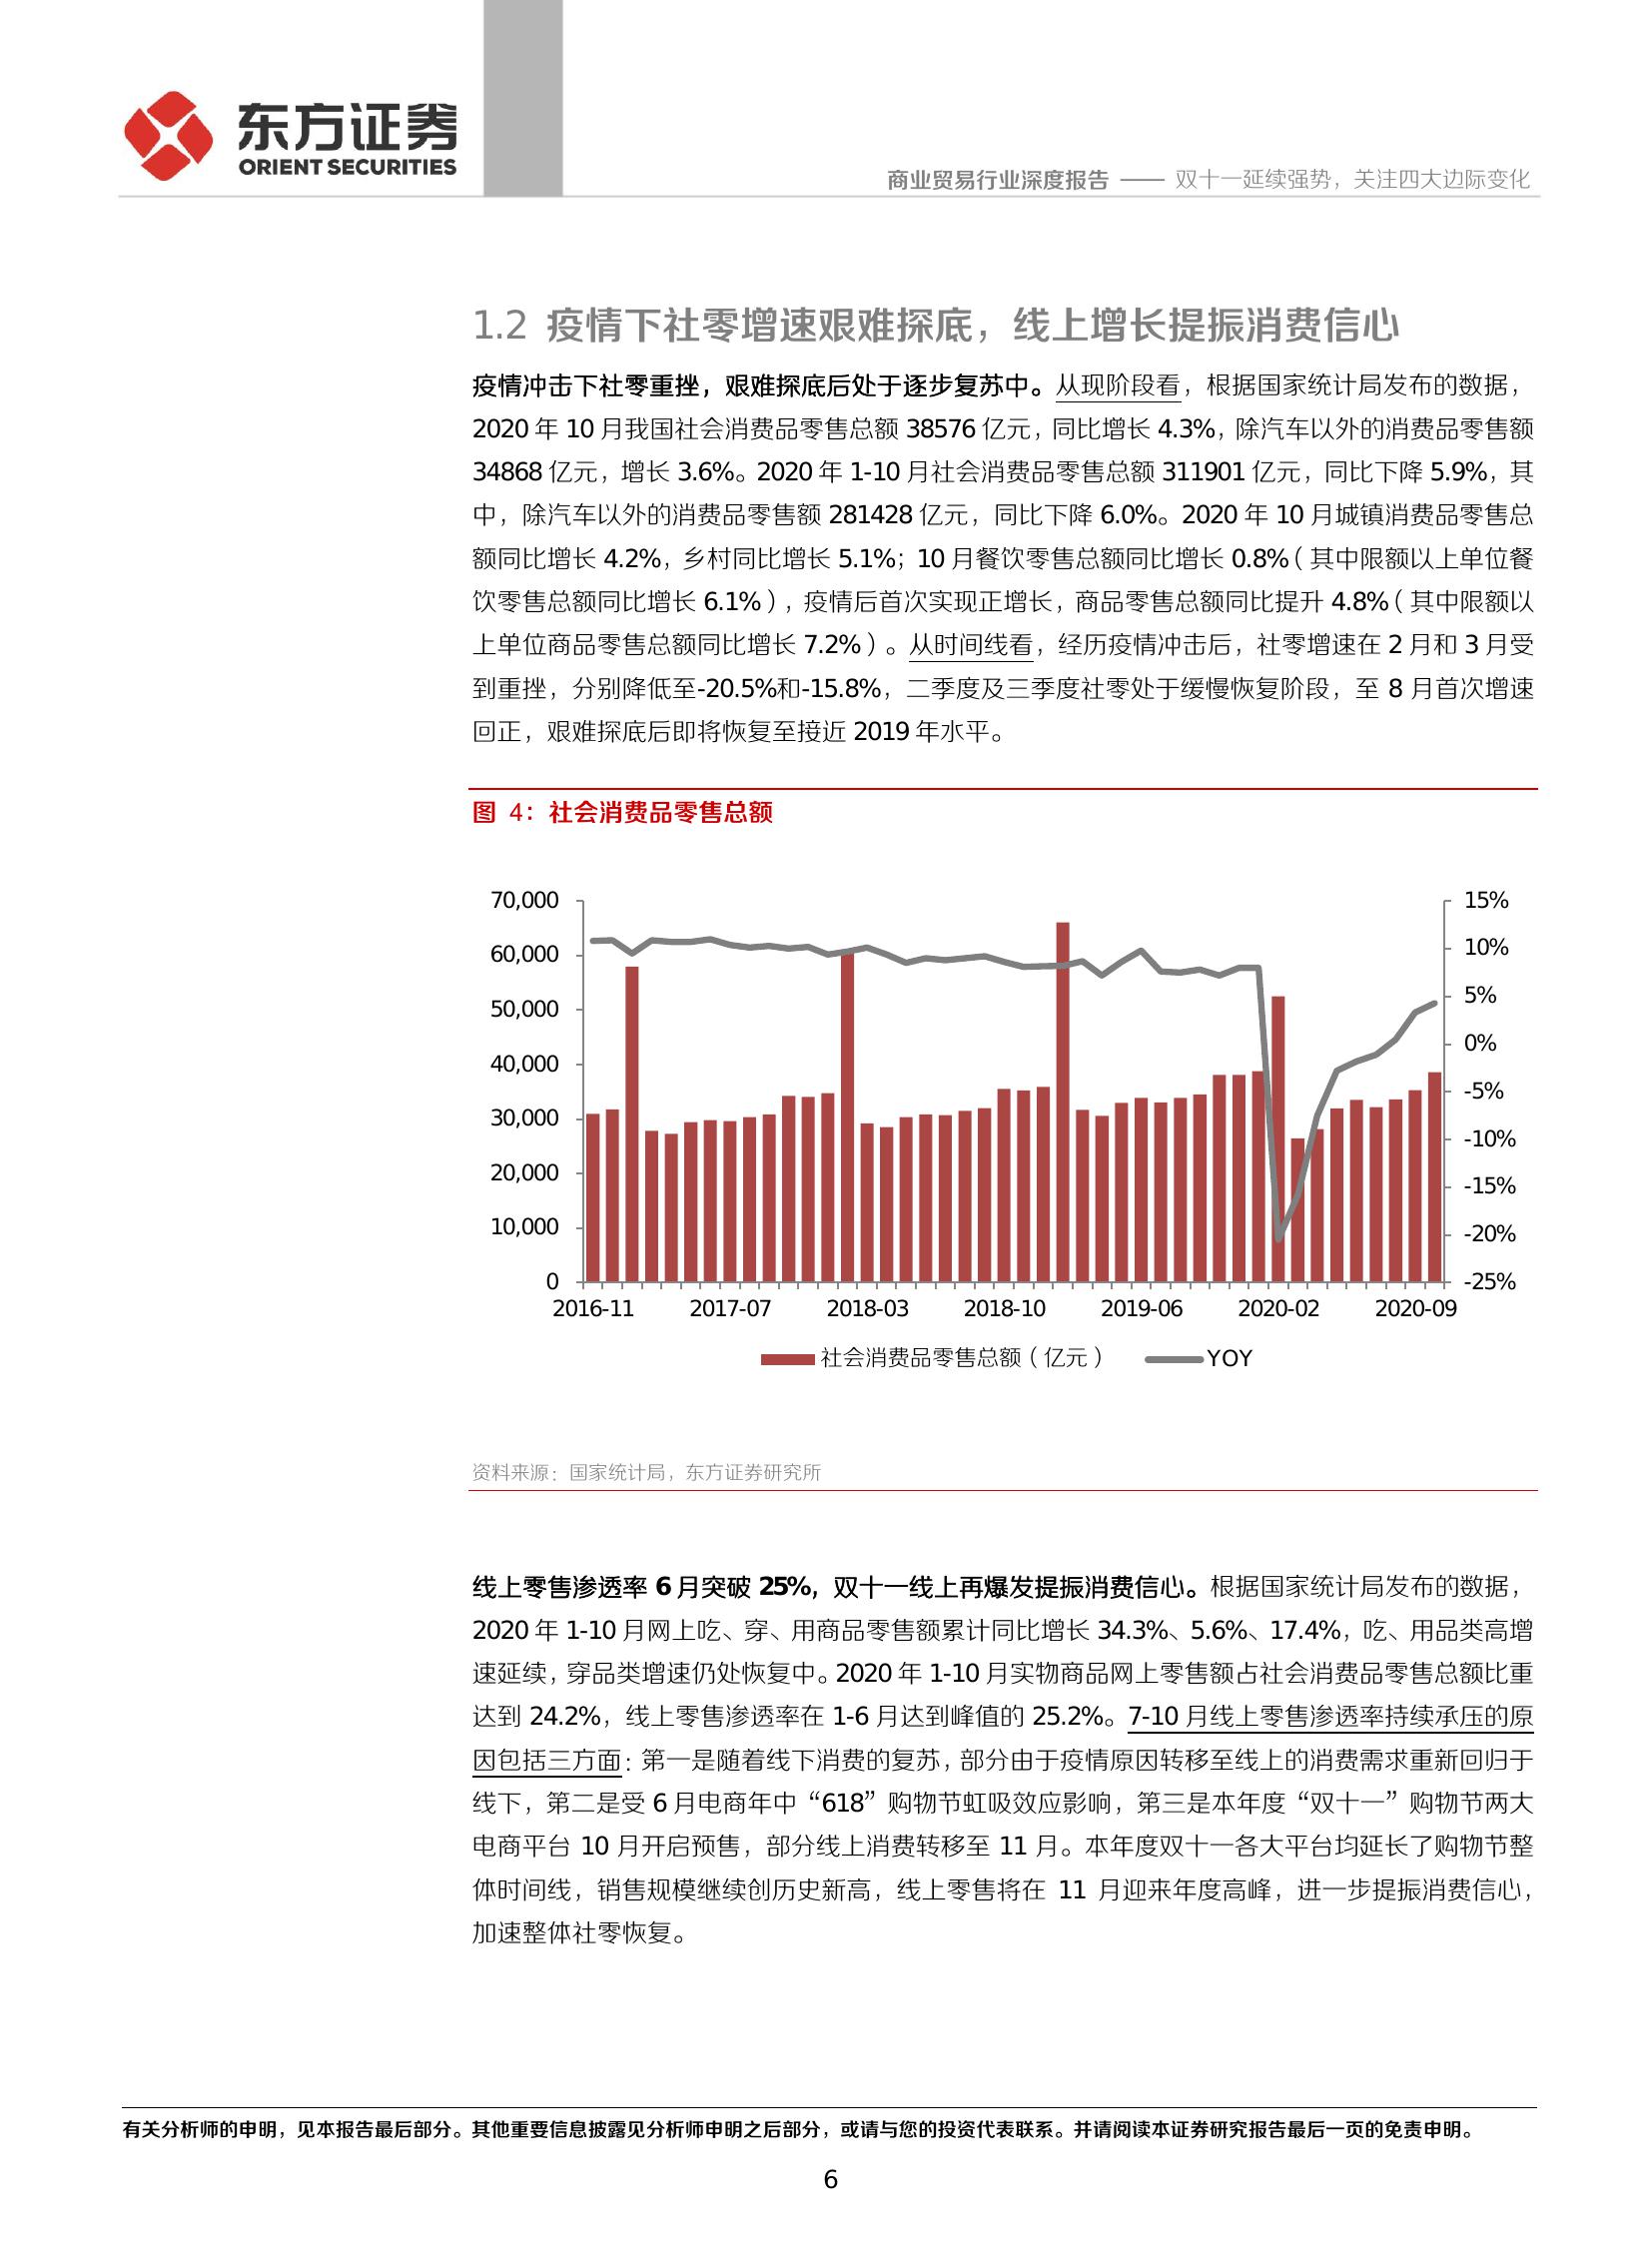 东方证券
ORIENT SECURITIES
商业贸易行业深度报告 —— 双十一延续强势，关注四大边际变化
1.2 疫情下社零增速艰难探底，线上增长提振消费信心
疫情冲击下社零重挫，艰难探底后处于逐步复苏中。从现阶段看，根据国家统计局发布的数据，
2020 年 10 月我国社会消费品零售总额 38576 亿元，同比增长 4.3%，除汽车以外的消费品零售额
34868 亿元，增长 3.6%。2020 年 1-10 月社会消费品零售总额 311901 亿元，同比下降 5.9%，其
中，除汽车以外的消费品零售额 281428 亿元，同比下降 6.0%。2020 年 10 月城镇消费品零售总
额同比增长 4.2%，乡村同比增长 5.1%；10 月餐饮零售总额同比增长 0.8%（其中限额以上单位餐
饮零售总额同比增长 6.1%），疫情后首次实现正增长，商品零售总额同比提升 4.8%（其中限额以
上单位商品零售总额同比增长 7.2%）。从时间线看，经历疫情冲击后，社零增速在 2 月和 3 月受
到重挫，分别降低至-20.5%和-15.8%，二季度及三季度社零处于缓慢恢复阶段，至 8 月首次增速
回正，艰难探底后即将恢复至接近 2019 年水平。
图 4：社会消费品零售总额
70,000
60,000
50,000
40,000
30,000
20,000
10,000
0
15%
10%
5%
0%
-5%
-10%
-15%
-20%
-25%
2016-11 2017-07 2018-03 2018-10 2019-06 2020-02 2020-09
社会消费品零售总额（亿元） YOY
资料来源：国家统计局，东方证券研究所
线上零售渗透率 6 月突破 25%，双十一线上再爆发提振消费信心。根据国家统计局发布的数据，
2020 年 1-10 月网上吃、穿、用商品零售额累计同比增长 34.3%、5.6%、17.4%，吃、用品类高增
速延续，穿品类增速仍处恢复中。2020 年 1-10 月实物商品网上零售额占社会消费品零售总额比重
达到 24.2%，线上零售渗透率在 1-6 月达到峰值的 25.2%。7-10 月线上零售渗透率持续承压的原
因包括三方面：第一是随着线下消费的复苏，部分由于疫情原因转移至线上的消费需求重新回归于
线下，第二是受 6 月电商年中“618”购物节虹吸效应影响，第三是本年度“双十一”购物节两大
电商平台 10 月开启预售，部分线上消费转移至 11 月。本年度双十一各大平台均延长了购物节整
体时间线，销售规模继续创历史新高，线上零售将在 11 月迎来年度高峰，进一步提振消费信心，
加速整体社零恢复。
有关分析师的申明，见本报告最后部分。其他重要信息披露见分析师申明之后部分，或请与您的投资代表联系。并请阅读本证券研究报告最后一页的免责申明。
6